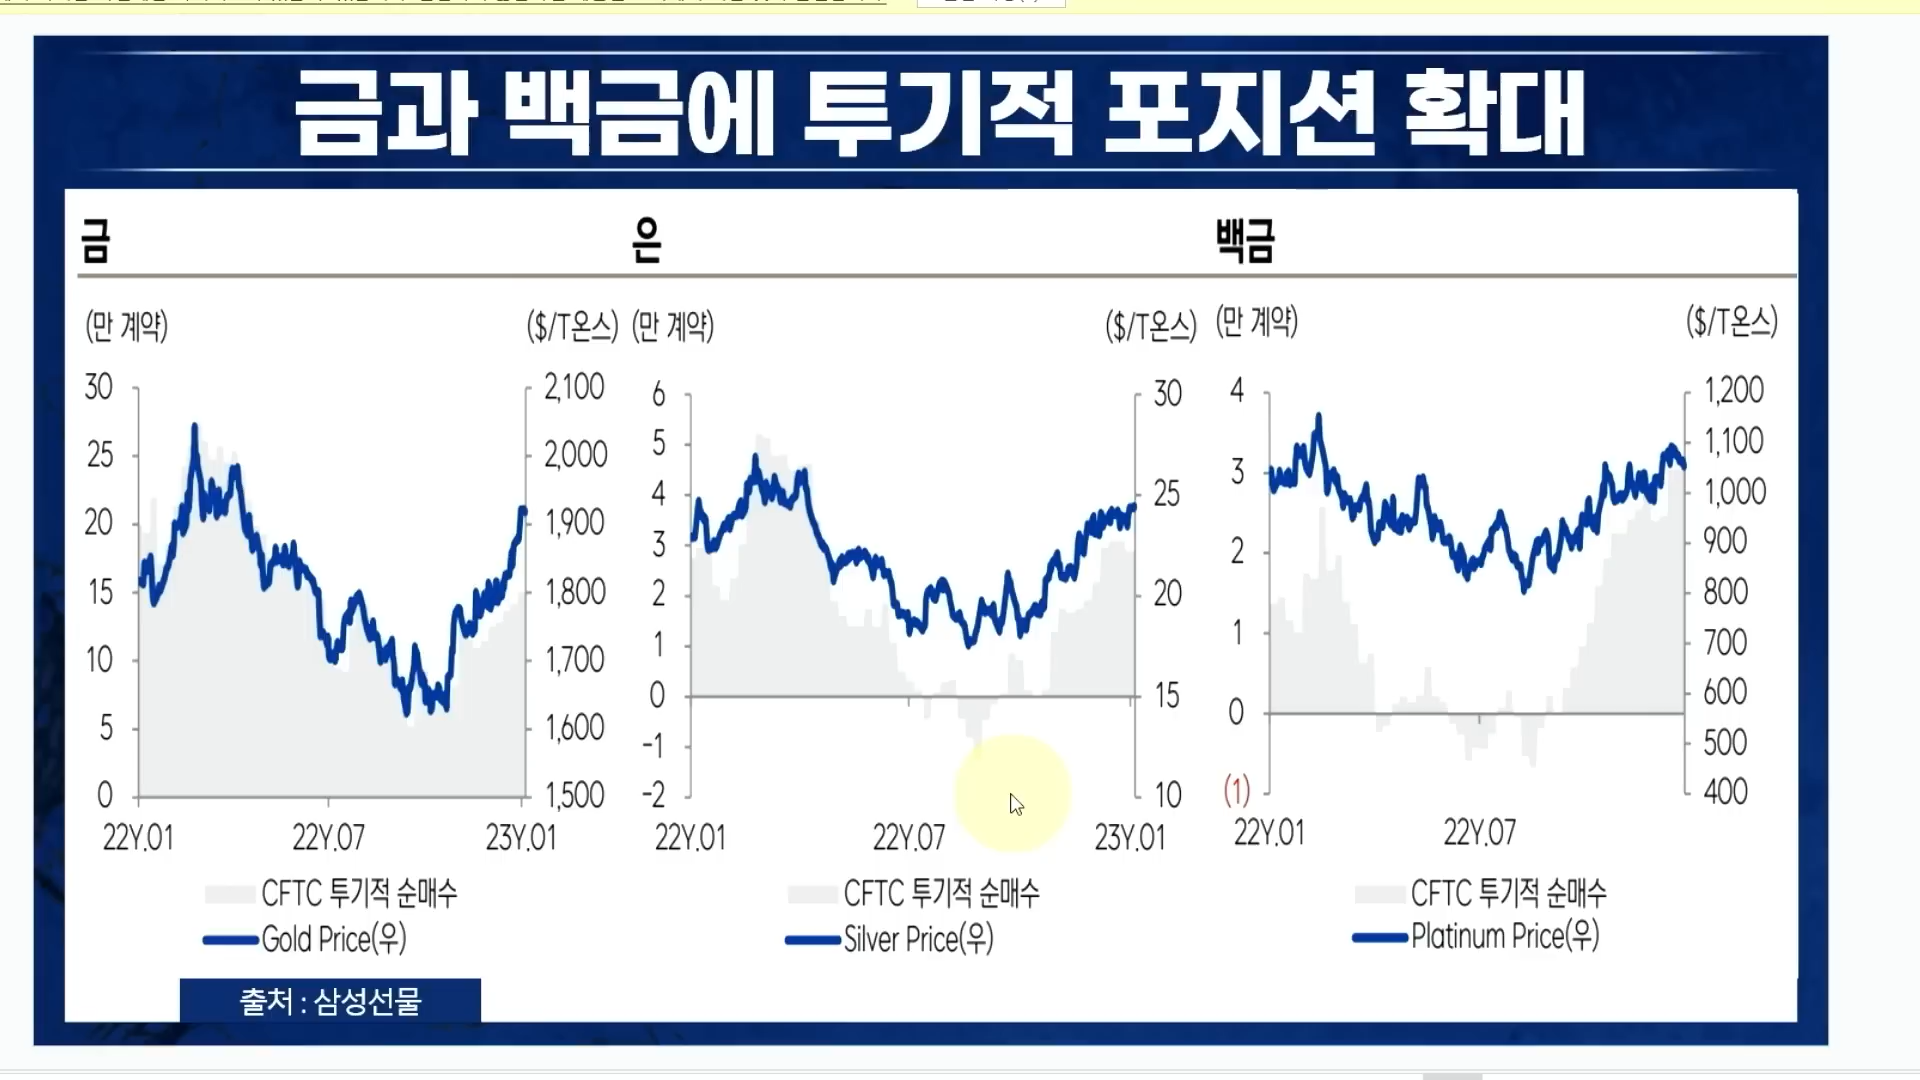 금과 백금에 투기적 포지션 확대
금
은
백금
(만 계약)
($/T온스)
30
25
20
15
10
5
0
2,100
2,000
1,900
1,800
1,700
1,600
1,500
22Y.01
22Y.07
23Y.01
CFTC 투기적 순매수
Gold Price(우)
(만 계약)
($/T온스)
6
5
4
3
2
1
0
-1
-2
30
25
20
15
10
22Y.01
22Y.07
23Y.01
CFTC 투기적 순매수
Silver Price(우)
(만 계약)
($/T온스)
4
3
2
1
0
(1)
1,200
1,100
1,000
900
800
700
600
500
400
22Y.01
22Y.07
CFTC 투기적 순매수
Platinum Price(우)
출처 : 삼성선물